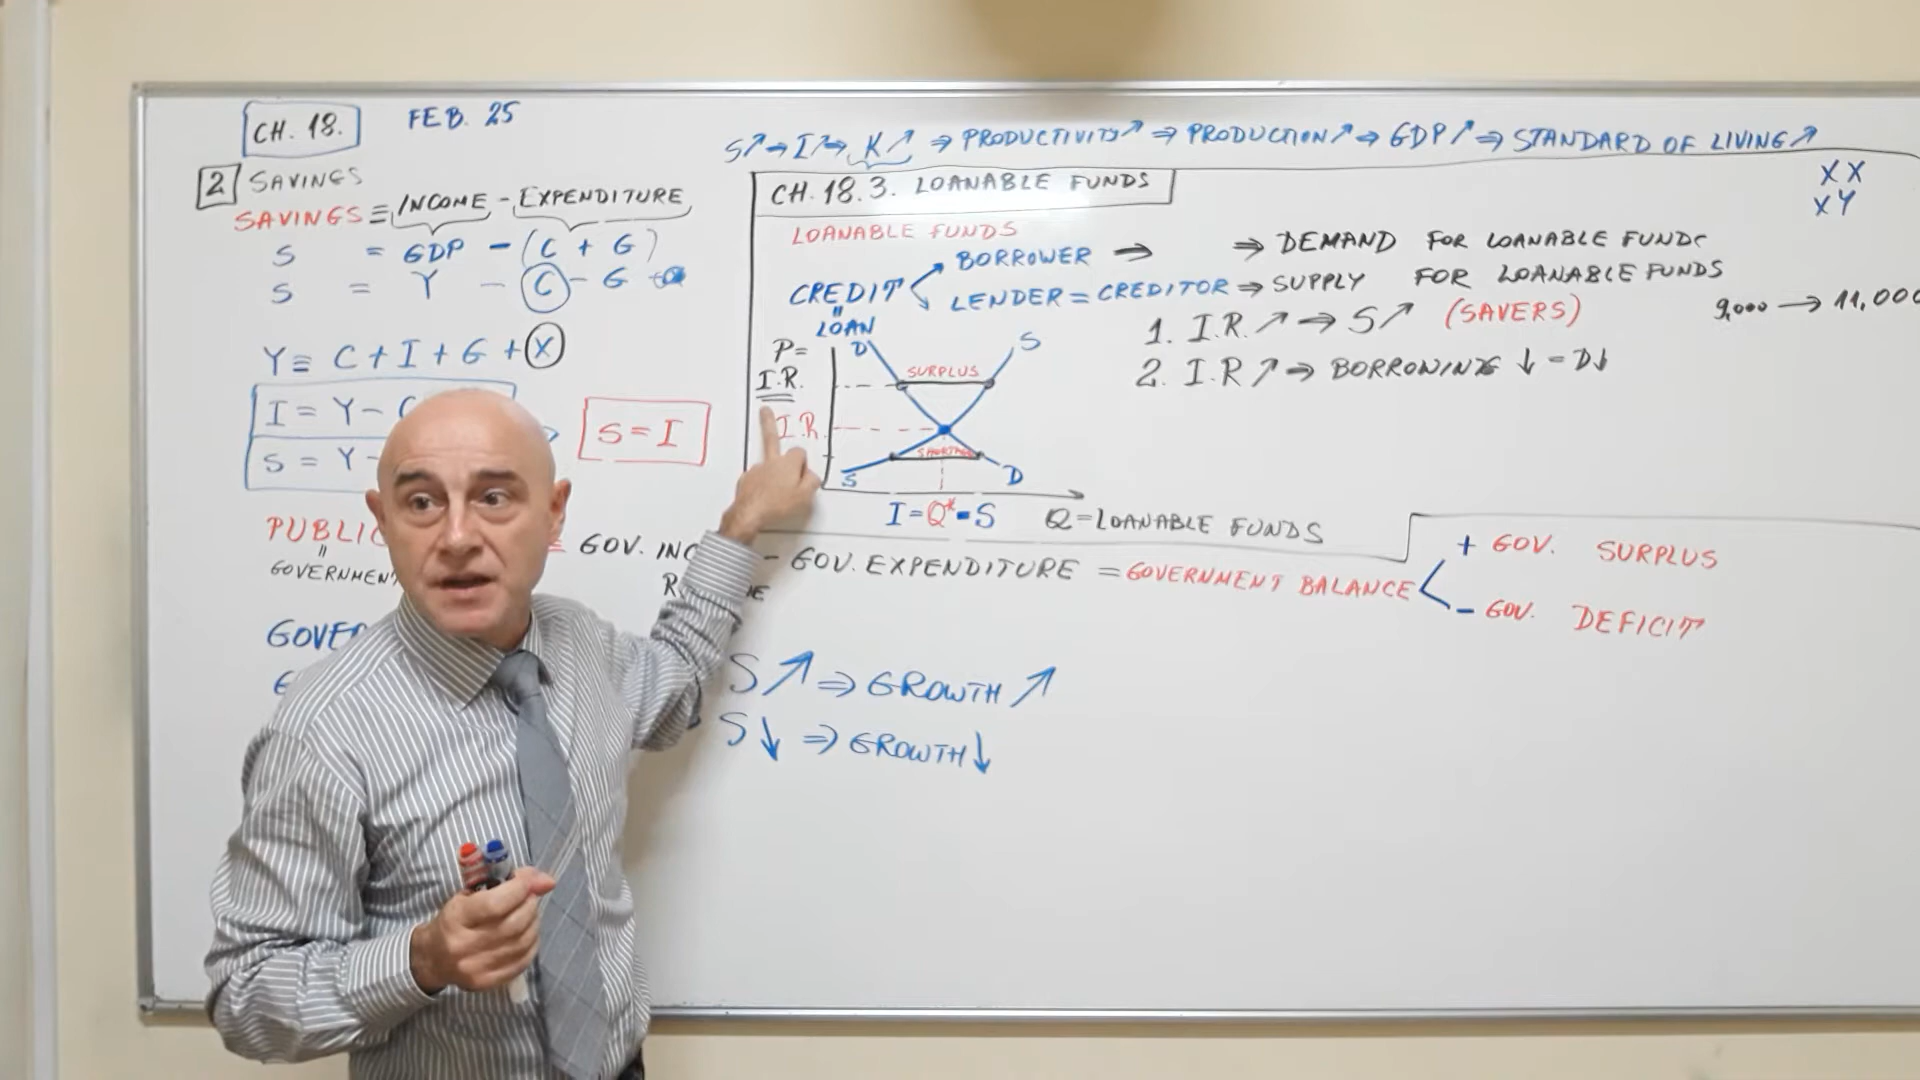 CH. 18. FEB. 25
2 SAVINGS
SAVINGS ≡ INCOME - EXPENDITURE
S = GDP - (C + G)
S = Y - C - G
Y ≡ C + I + G + X
I = Y - C
S = Y -
S = I
PUBLIC
"
GOVERNMENT
S↗ → I↗ → K↗ ⇒ PRODUCTIVITY↗ ⇒ PRODUCTION↗ ⇒ GDP↗ ⇒ STANDARD OF LIVING↗
XX
XY
CH. 18.3. LOANABLE FUNDS
LOANABLE FUNDS
BORROWER → ⇒ DEMAND FOR LOANABLE FUNDS
CREDIT
LENDER = CREDITOR ⇒ SUPPLY FOR LOANABLE FUNDS
"
LOAN
1. I.R. ↗ ⇒ S↗ (SAVERS)
9,000 → 11,000
2. I.R ↗ ⇒ BORROWING ↓ = D↓
P= D S
I.R. SURPLUS
I.R.
SHORTAGE
S D
I = Q* = S Q = LOANABLE FUNDS
GOV. INC - GOV. EXPENDITURE = GOVERNMENT BALANCE
+ GOV. SURPLUS
- GOV. DEFICIT
S↗ ⇒ GROWTH ↗
S↓ ⇒ GROWTH↓